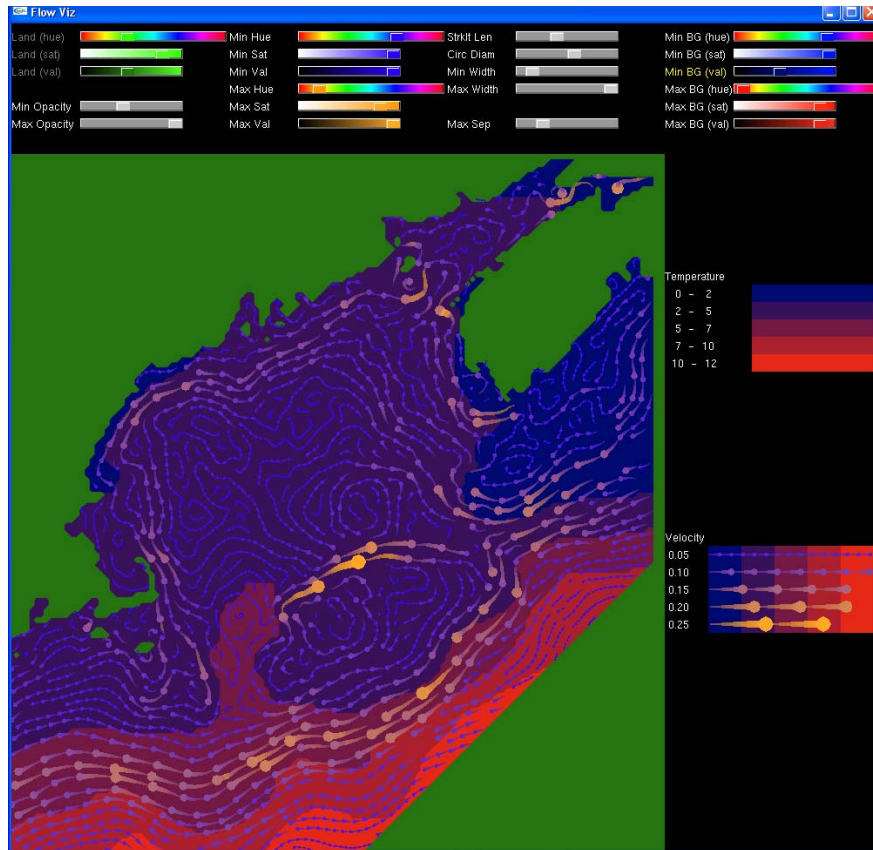 Flow Viz
Land (hue) Min Hue Strklt Len Min BG (hue)
Land (sat) Min Sat Circ Diam Min BG (sat)
Land (val) Min Val Min Width Min BG (val)
Max Hue Max Width Max BG (hue)
Min Opacity Max Sat Max BG (sat)
Max Opacity Max Val Max Sep Max BG (val)
Temperature
0 - 2
2 - 5
5 - 7
7 - 10
10 - 12
Velocity
0.05
0.10
0.15
0.20
0.25